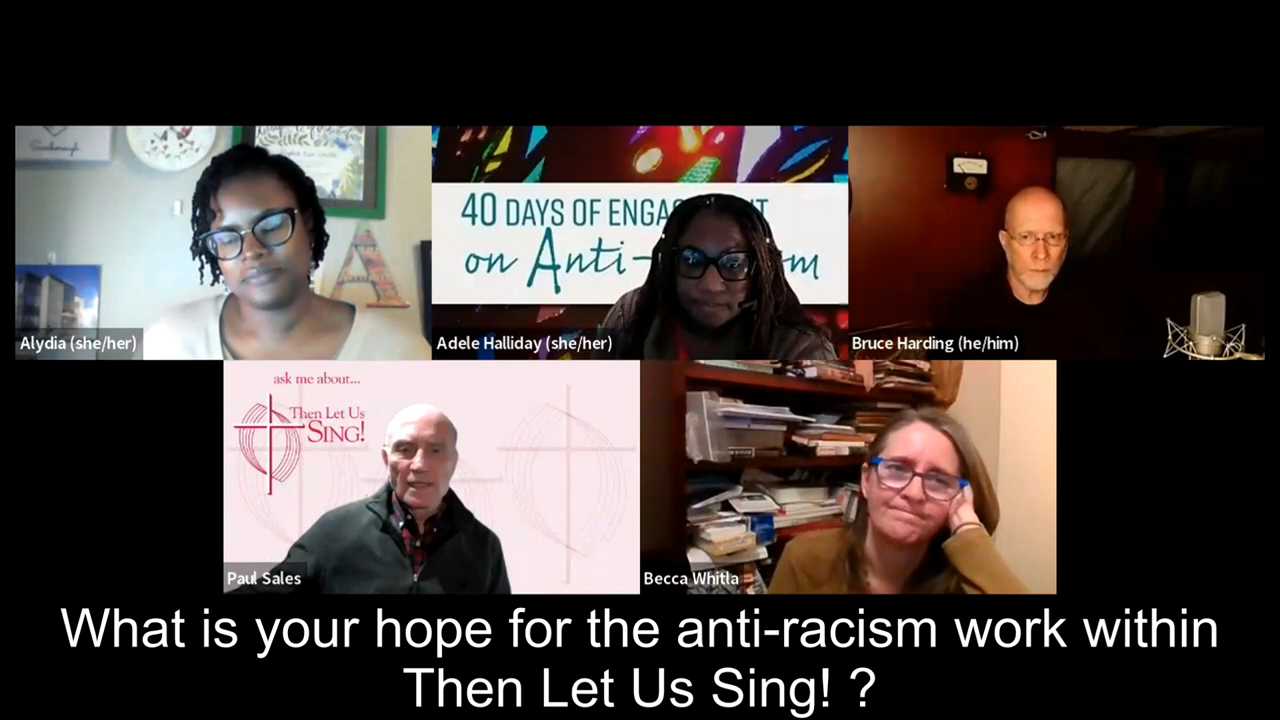 Scarborough
40 DAYS OF ENGA
on Anti-
m
Alydia (she/her)
Adele Halliday (she/her)
Bruce Harding (he/him)
ask me about...
Then Let Us
SING!
Paul Sales
Becca Whitla
What is your hope for the anti-racism work within
Then Let Us Sing! ?